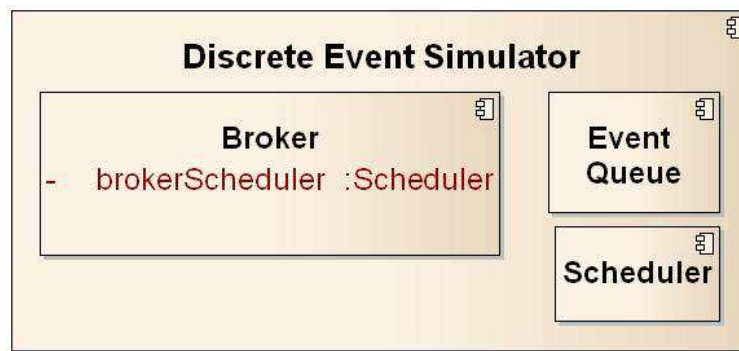 Discrete Event Simulator
Broker
- brokerScheduler :Scheduler
Event
Queue
Scheduler